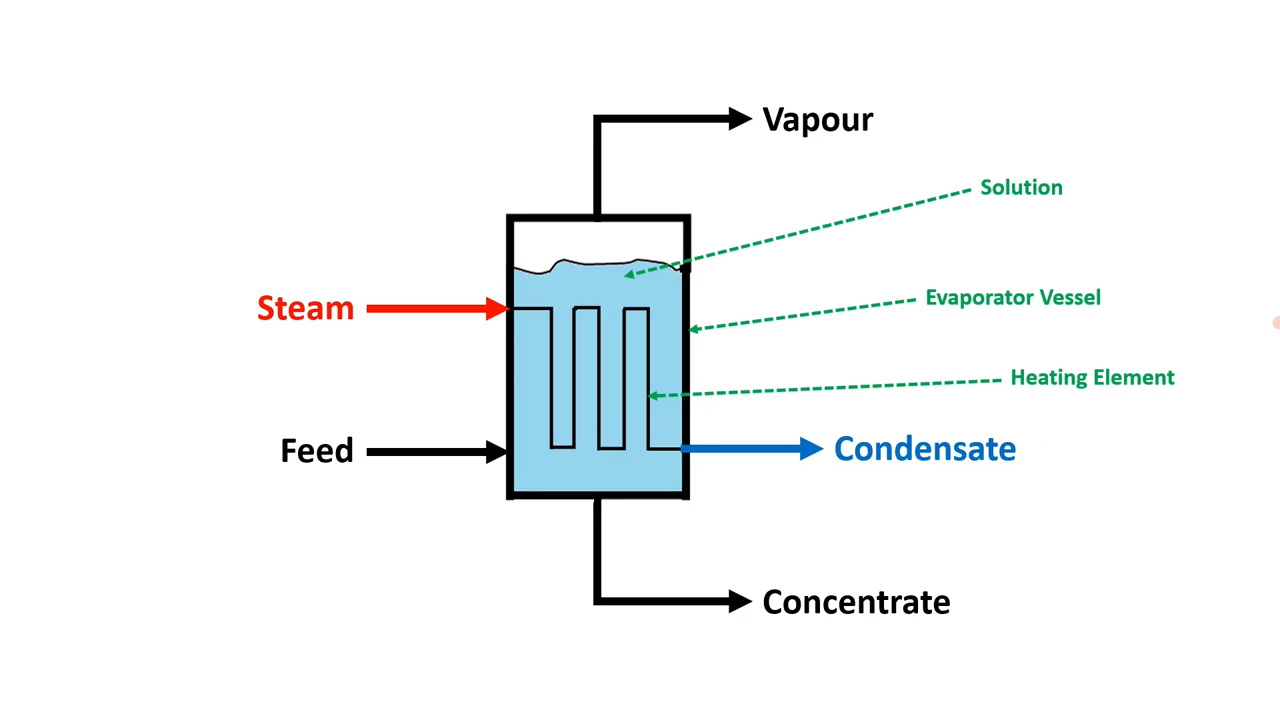 Vapour
Solution
Evaporator Vessel
Steam
Heating Element
Feed
Condensate
Concentrate